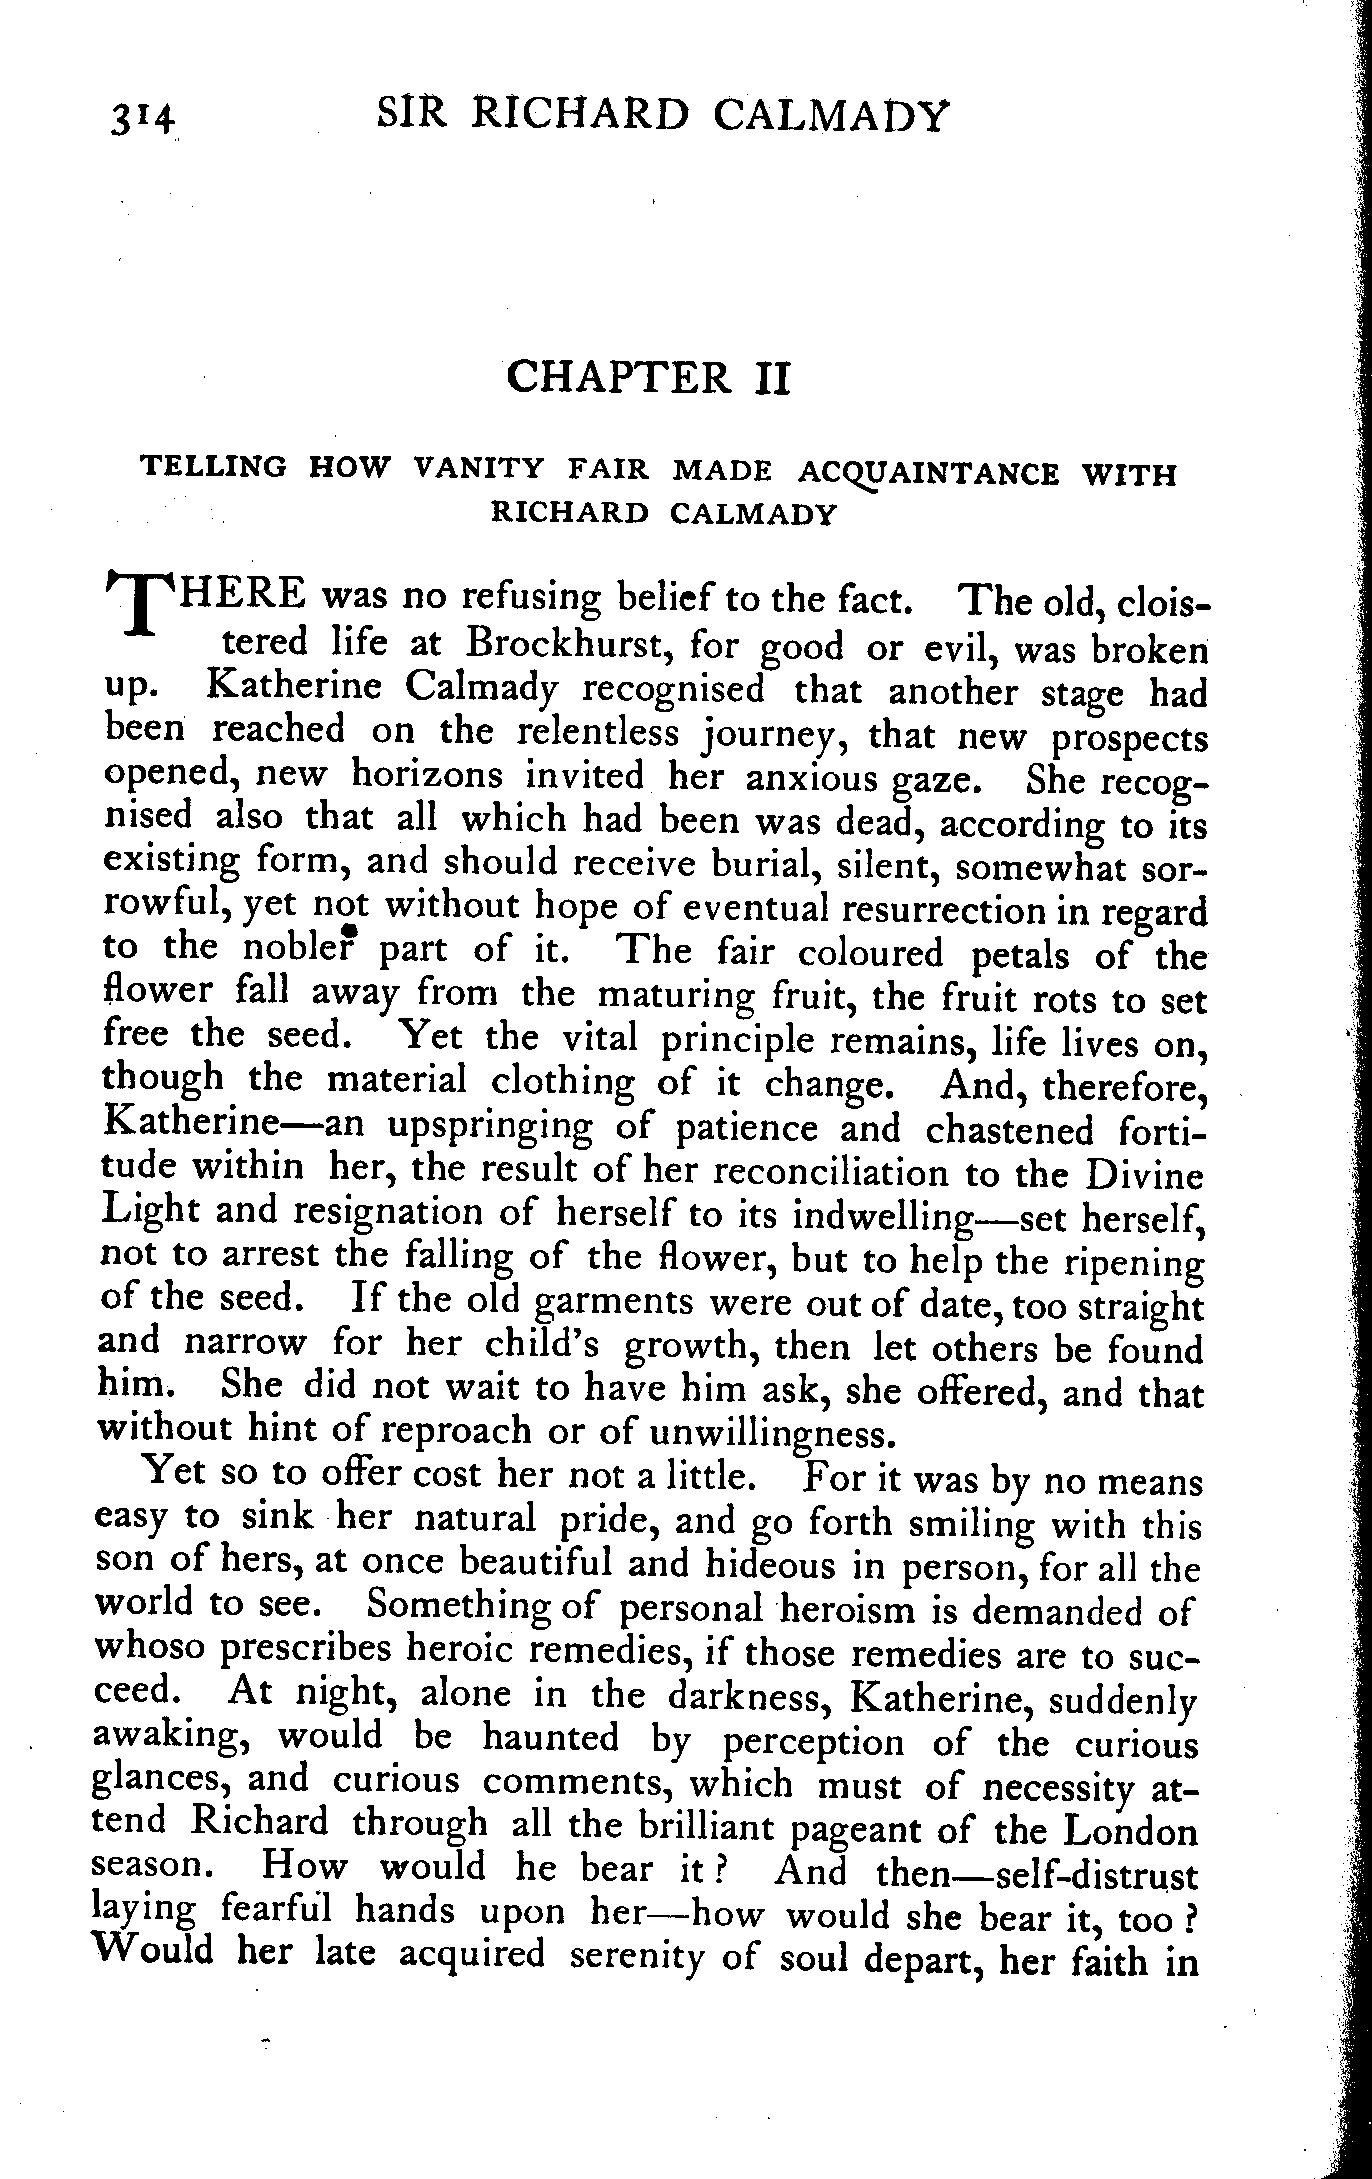 314 SIR RICHARD CALMADY
CHAPTER II
TELLING HOW VANITY FAIR MADE ACQUAINTANCE WITH
RICHARD CALMADY
THERE was no refusing belief to the fact. The old, clois-
tered life at Brockhurst, for good or evil, was broken
up. Katherine Calmady recognised that another stage had
been reached on the relentless journey, that new prospects
opened, new horizons invited her anxious gaze. She recog-
nised also that all which had been was dead, according to its
existing form, and should receive burial, silent, somewhat sor-
rowful, yet not without hope of eventual resurrection in regard
to the nobler part of it. The fair coloured petals of the
flower fall away from the maturing fruit, the fruit rots to set
free the seed. Yet the vital principle remains, life lives on,
though the material clothing of it change. And, therefore,
Katherine—an upspringing of patience and chastened forti-
tude within her, the result of her reconciliation to the Divine
Light and resignation of herself to its indwelling—set herself,
not to arrest the falling of the flower, but to help the ripening
of the seed. If the old garments were out of date, too straight
and narrow for her child's growth, then let others be found
him. She did not wait to have him ask, she offered, and that
without hint of reproach or of unwillingness.
Yet so to offer cost her not a little. For it was by no means
easy to sink her natural pride, and go forth smiling with this
son of hers, at once beautiful and hideous in person, for all the
world to see. Something of personal heroism is demanded of
whoso prescribes heroic remedies, if those remedies are to suc-
ceed. At night, alone in the darkness, Katherine, suddenly
awaking, would be haunted by perception of the curious
glances, and curious comments, which must of necessity at-
tend Richard through all the brilliant pageant of the London
season. How would he bear it? And then—self-distrust
laying fearful hands upon her—how would she bear it, too?
Would her late acquired serenity of soul depart, her faith in